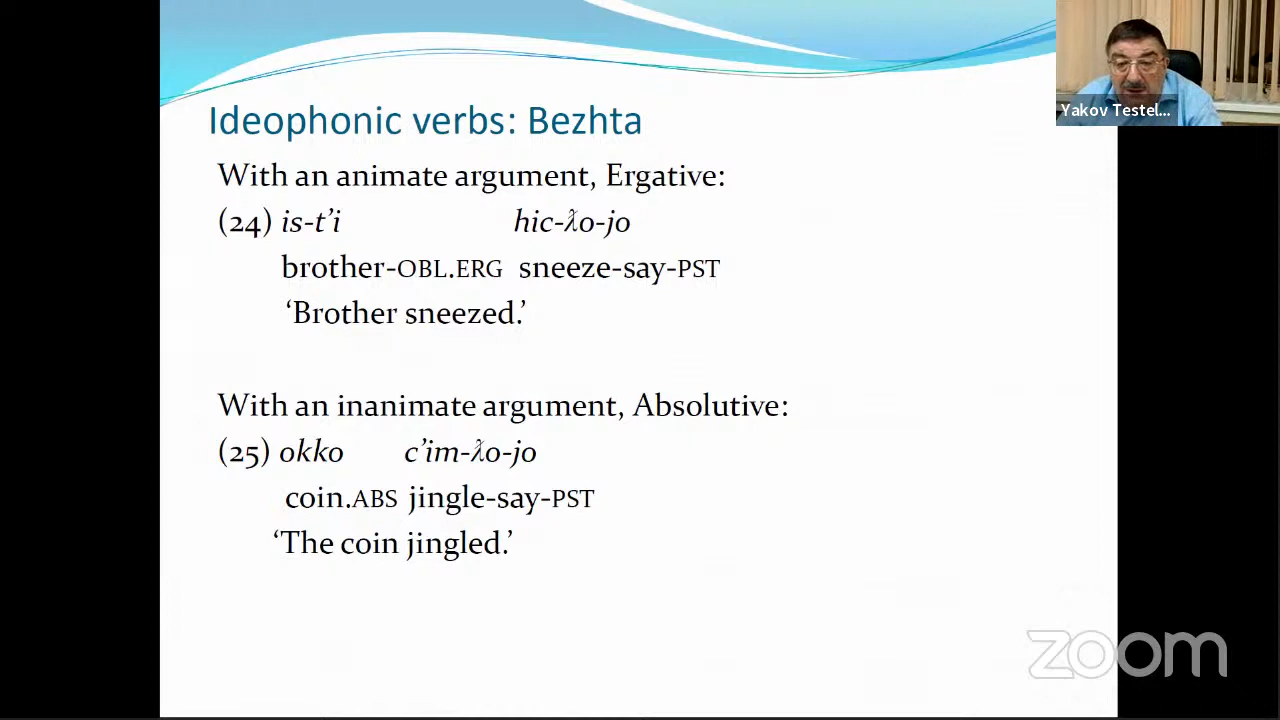 Ideophonic verbs: Bezhta
With an animate argument, Ergative:
(24) is-t’i hic-ƛo-jo
brother-OBL.ERG sneeze-say-PST
‘Brother sneezed.’
With an inanimate argument, Absolutive:
(25) okko c’im-ƛo-jo
coin.ABS jingle-say-PST
‘The coin jingled.’
Yakov Testel...
zoom